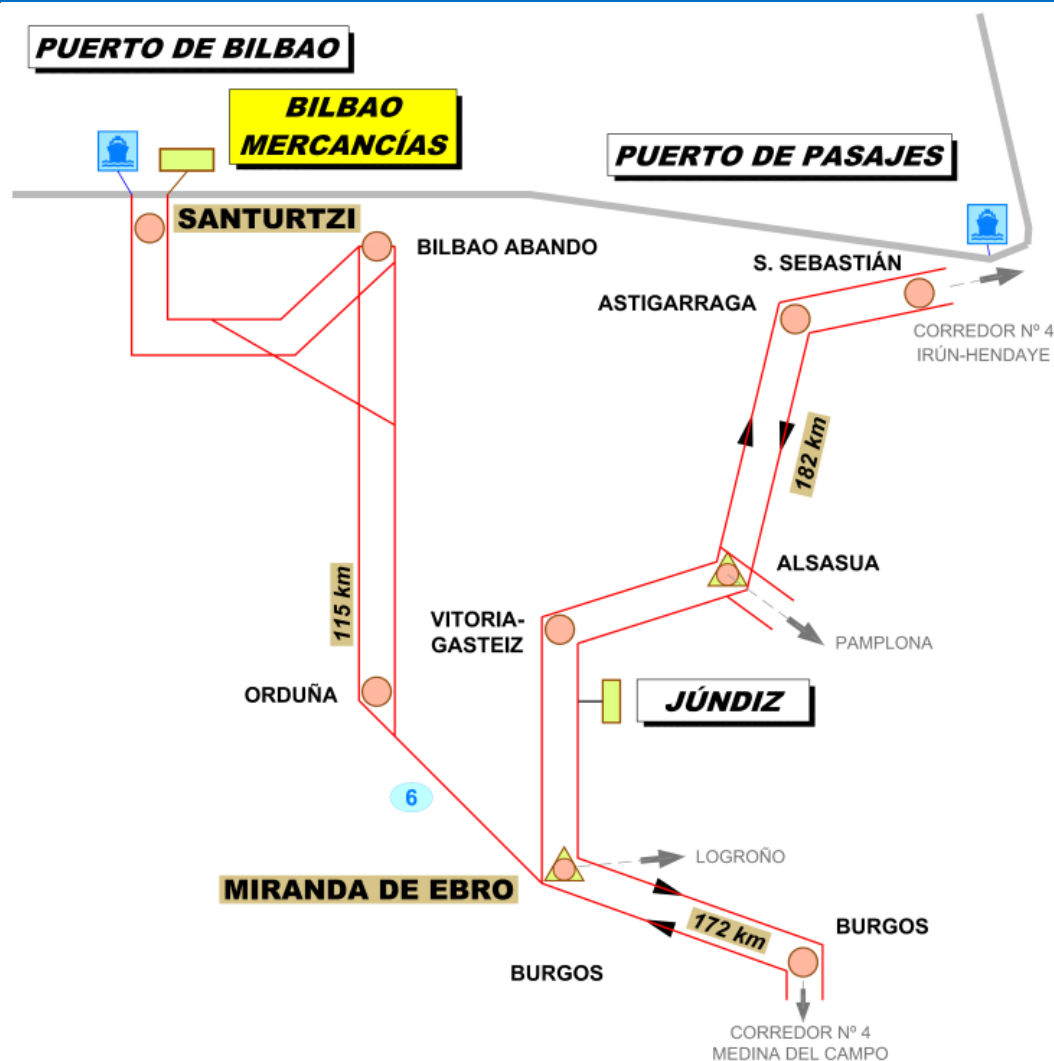 PUERTO DE BILBAO
BILBAO
MERCANCÍAS
PUERTO DE PASAJES
SANTURTZI
BILBAO ABANDO
S. SEBASTIÁN
ASTIGARRAGA
CORREDOR Nº 4
IRÚN-HENDAYE
182 km
ALSASUA
115 km
VITORIA-
GASTEIZ
PAMPLONA
ORDUÑA
JÚNDIZ
6
LOGROÑO
MIRANDA DE EBRO
172 km
BURGOS
BURGOS
CORREDOR Nº 4
MEDINA DEL CAMPO